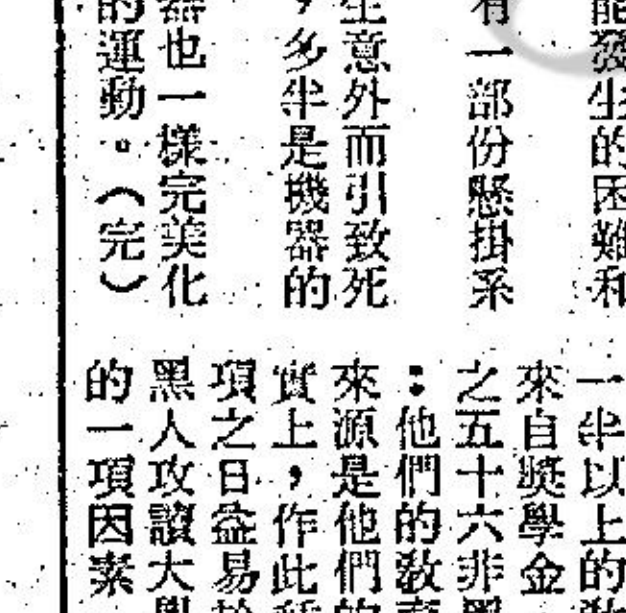 能發生的困難和
有一部份懸掛系
生意外而引致死
，多半是機器的
器也一樣完美化
的運動。（完）
一半以上的教
來自獎學金
之五十六非黑
：他們的教育
來源是他們的
實上，作此種
項之日益易於
黑人攻讀大學
的一項因素